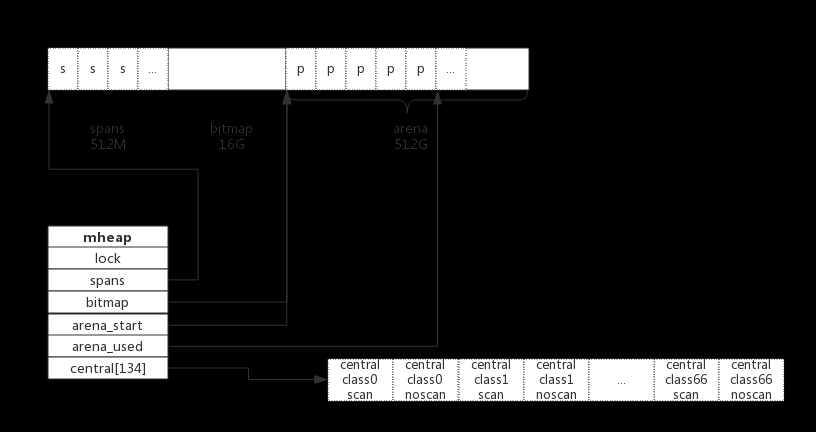 s s s ... p p p p p ...
spans bitmap arena
512M 16G 512G
mheap
lock
spans
bitmap
arena_start
arena_used
central[134]
central central central central central central
class0 class0 class1 class1 ... class66 class66
scan noscan scan noscan scan noscan